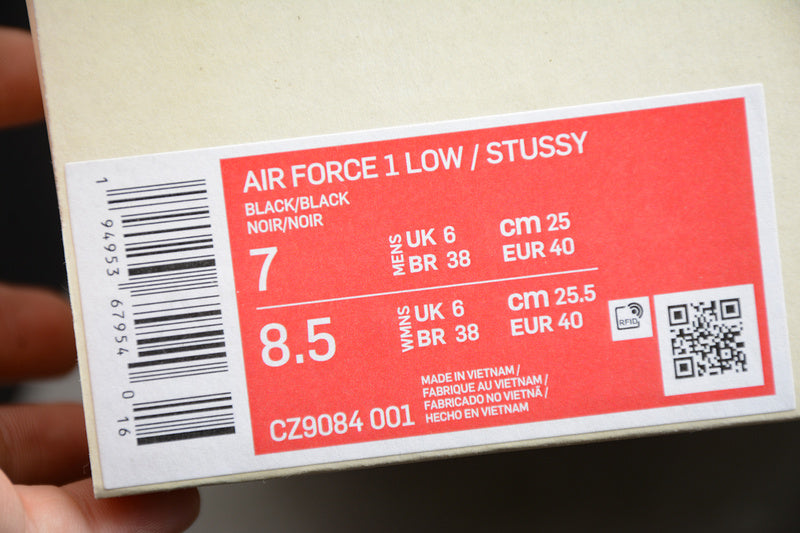 AIR FORCE 1 LOW / STUSSY
BLACK/BLACK
NOIR/NOIR
7
MENS
UK 6
BR 38
cm 25
EUR 40
8.5
WMNS
UK 6
BR 38
cm 25.5
EUR 40
RFID
CZ9084 001
MADE IN VIETNAM /
FABRIQUE AU VIETNAM /
FABRICADO NO VIETNÃ /
HECHO EN VIETNAM
1 94953 67954 0 16